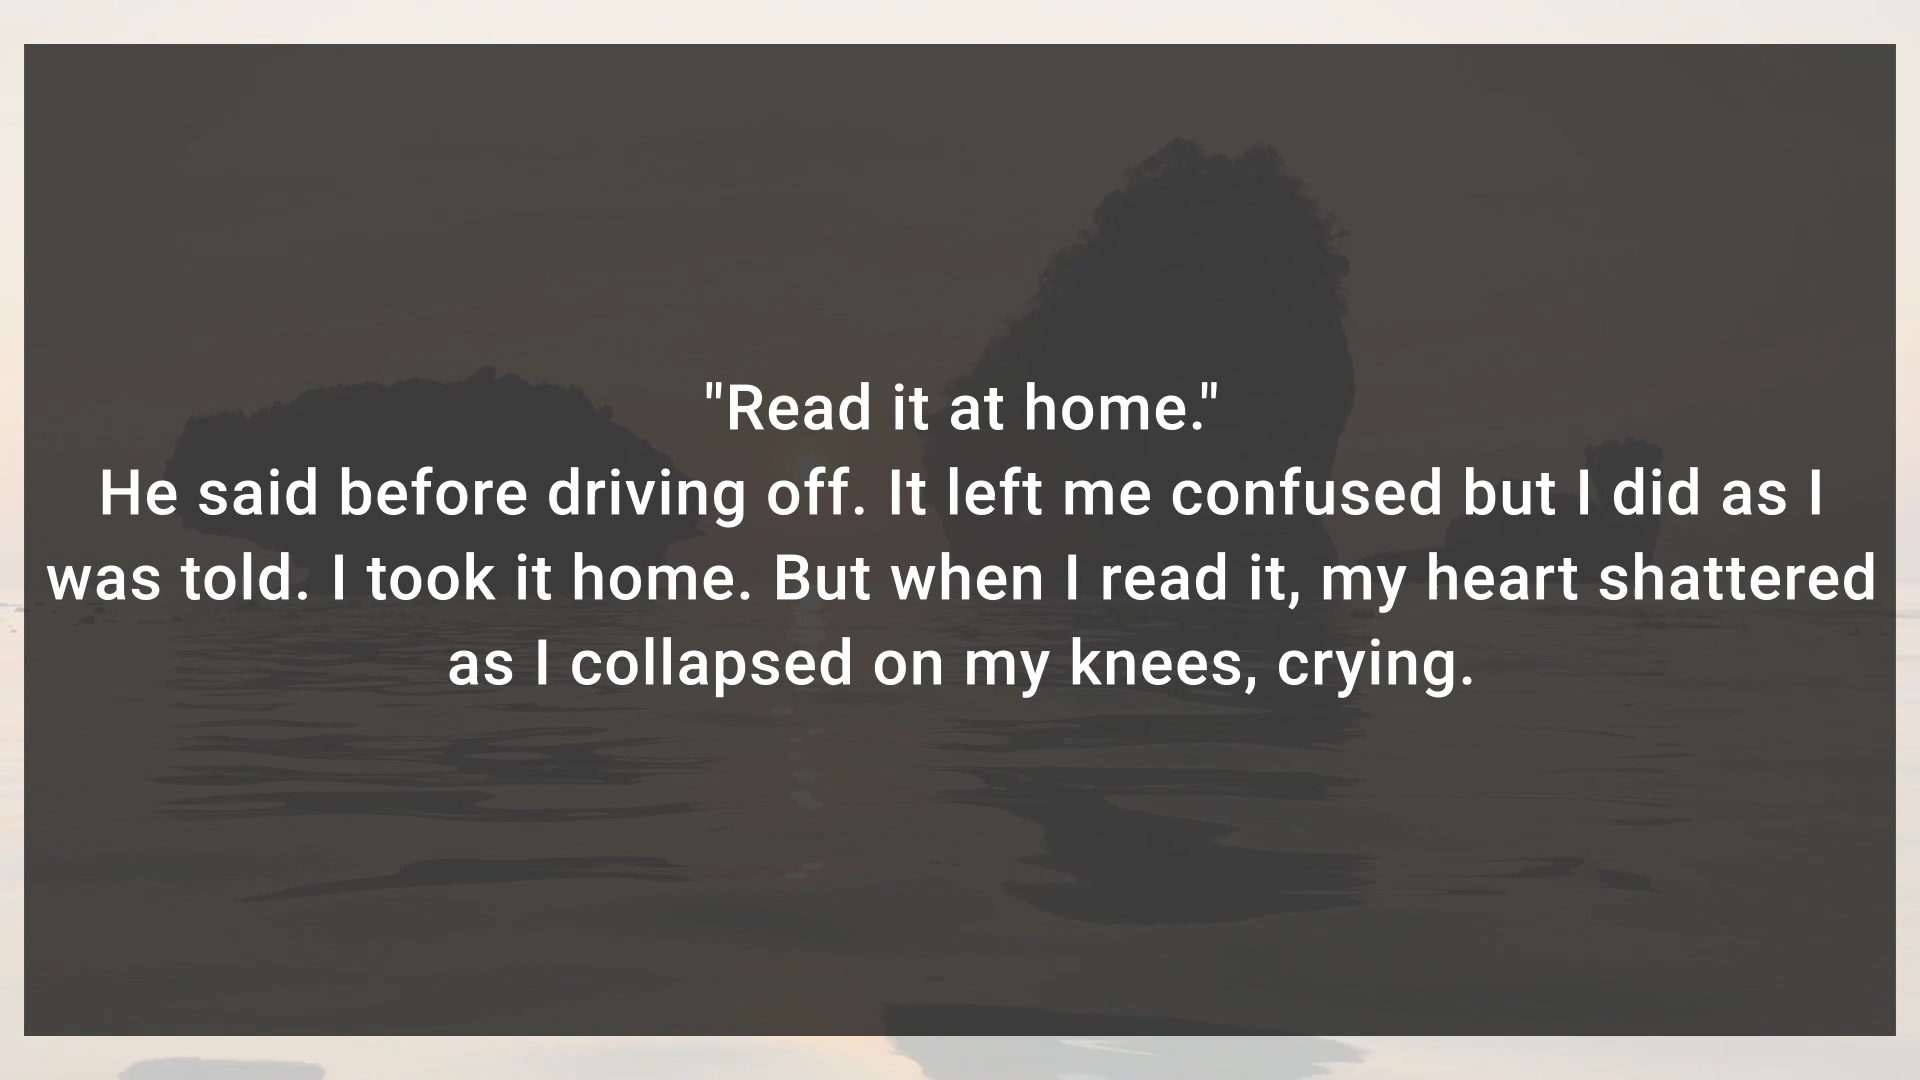 "Read it at home."
He said before driving off. It left me confused but I did as I
was told. I took it home. But when I read it, my heart shattered
as I collapsed on my knees, crying.